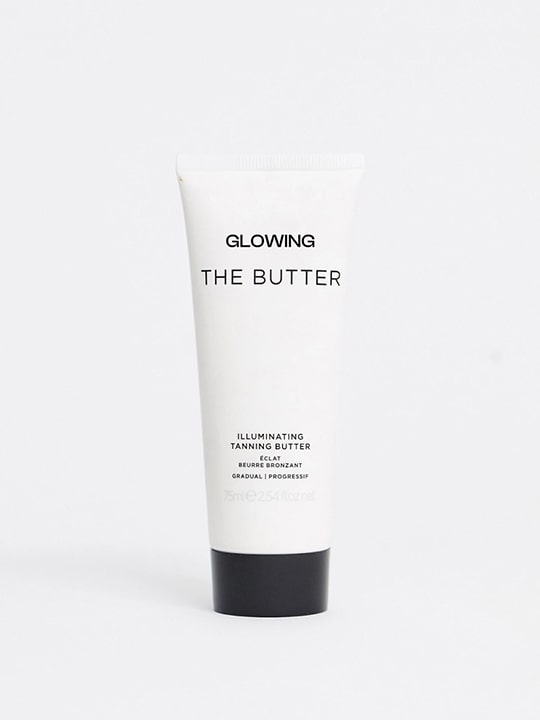 GLOWING
THE BUTTER
ILLUMINATING
TANNING BUTTER
ÉCLAT
BEURRE BRONZANT
GRADUAL | PROGRESSIF
75ml ℮ 2.54 fl.oz net.